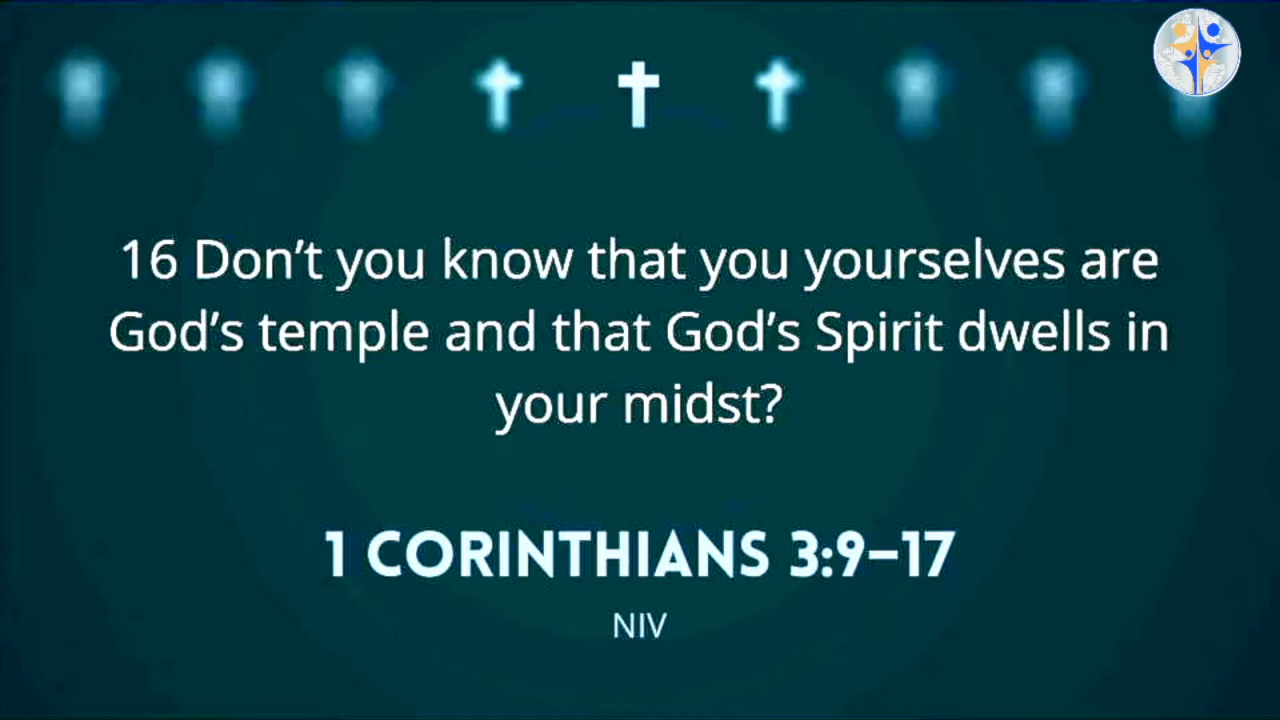 16 Don’t you know that you yourselves are
God’s temple and that God’s Spirit dwells in
your midst?
1 CORINTHIANS 3:9–17
NIV